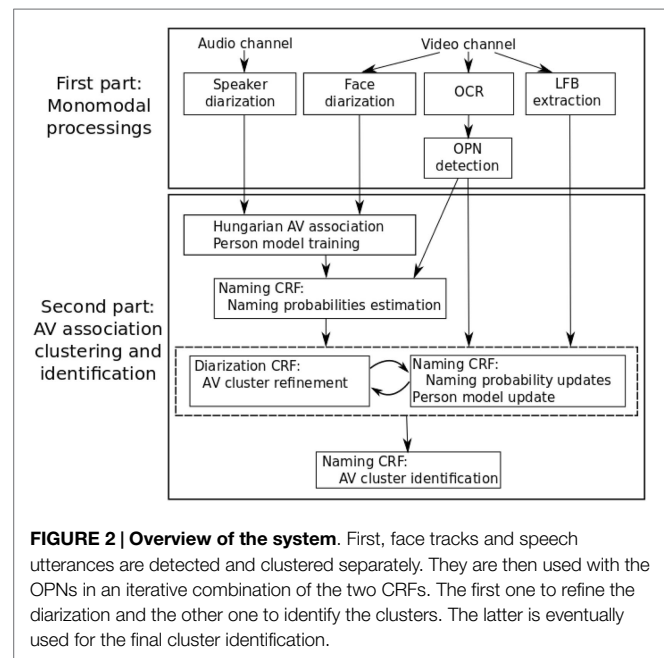 Audio channel
Video channel
First part:
Monomodal
processings
Speaker
diarization
Face
diarization
OCR
LFB
extraction
OPN
detection
Second part:
AV association
clustering and
identification
Hungarian AV association
Person model training
Naming CRF:
Naming probabilities estimation
Diarization CRF:
AV cluster refinement
Naming CRF:
Naming probability updates
Person model update
Naming CRF:
AV cluster identification
FIGURE 2 | Overview of the system. First, face tracks and speech
utterances are detected and clustered separately. They are then used with the
OPNs in an iterative combination of the two CRFs. The first one to refine the
diarization and the other one to identify the clusters. The latter is eventually
used for the final cluster identification.